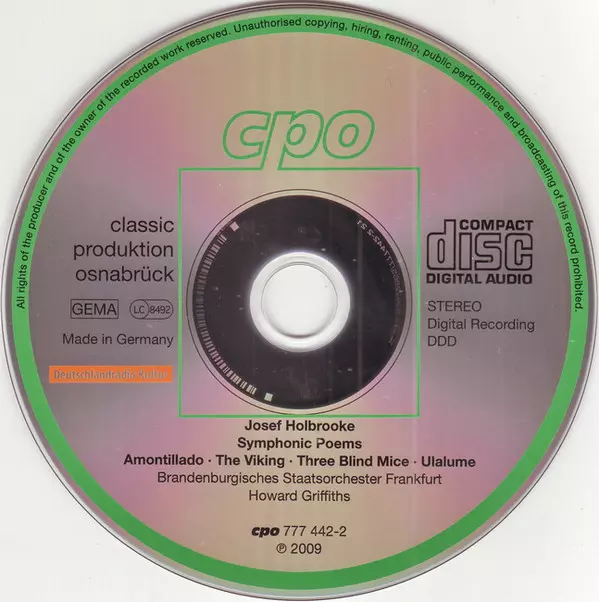 All rights of the producer and of the owner of the recorded work reserved. Unauthorised copying, hiring, renting, public performance and broadcasting of this record prohibited.
cpo
classic
produktion
osnabrück
GEMA LC 8492
Made in Germany
Deutschlandradio Kultur
COMPACT
disc
DIGITAL AUDIO
STEREO
Digital Recording
DDD
Josef Holbrooke
Symphonic Poems
Amontillado · The Viking · Three Blind Mice · Ulalume
Brandenburgisches Staatsorchester Frankfurt
Howard Griffiths
cpo 777 442-2
℗ 2009